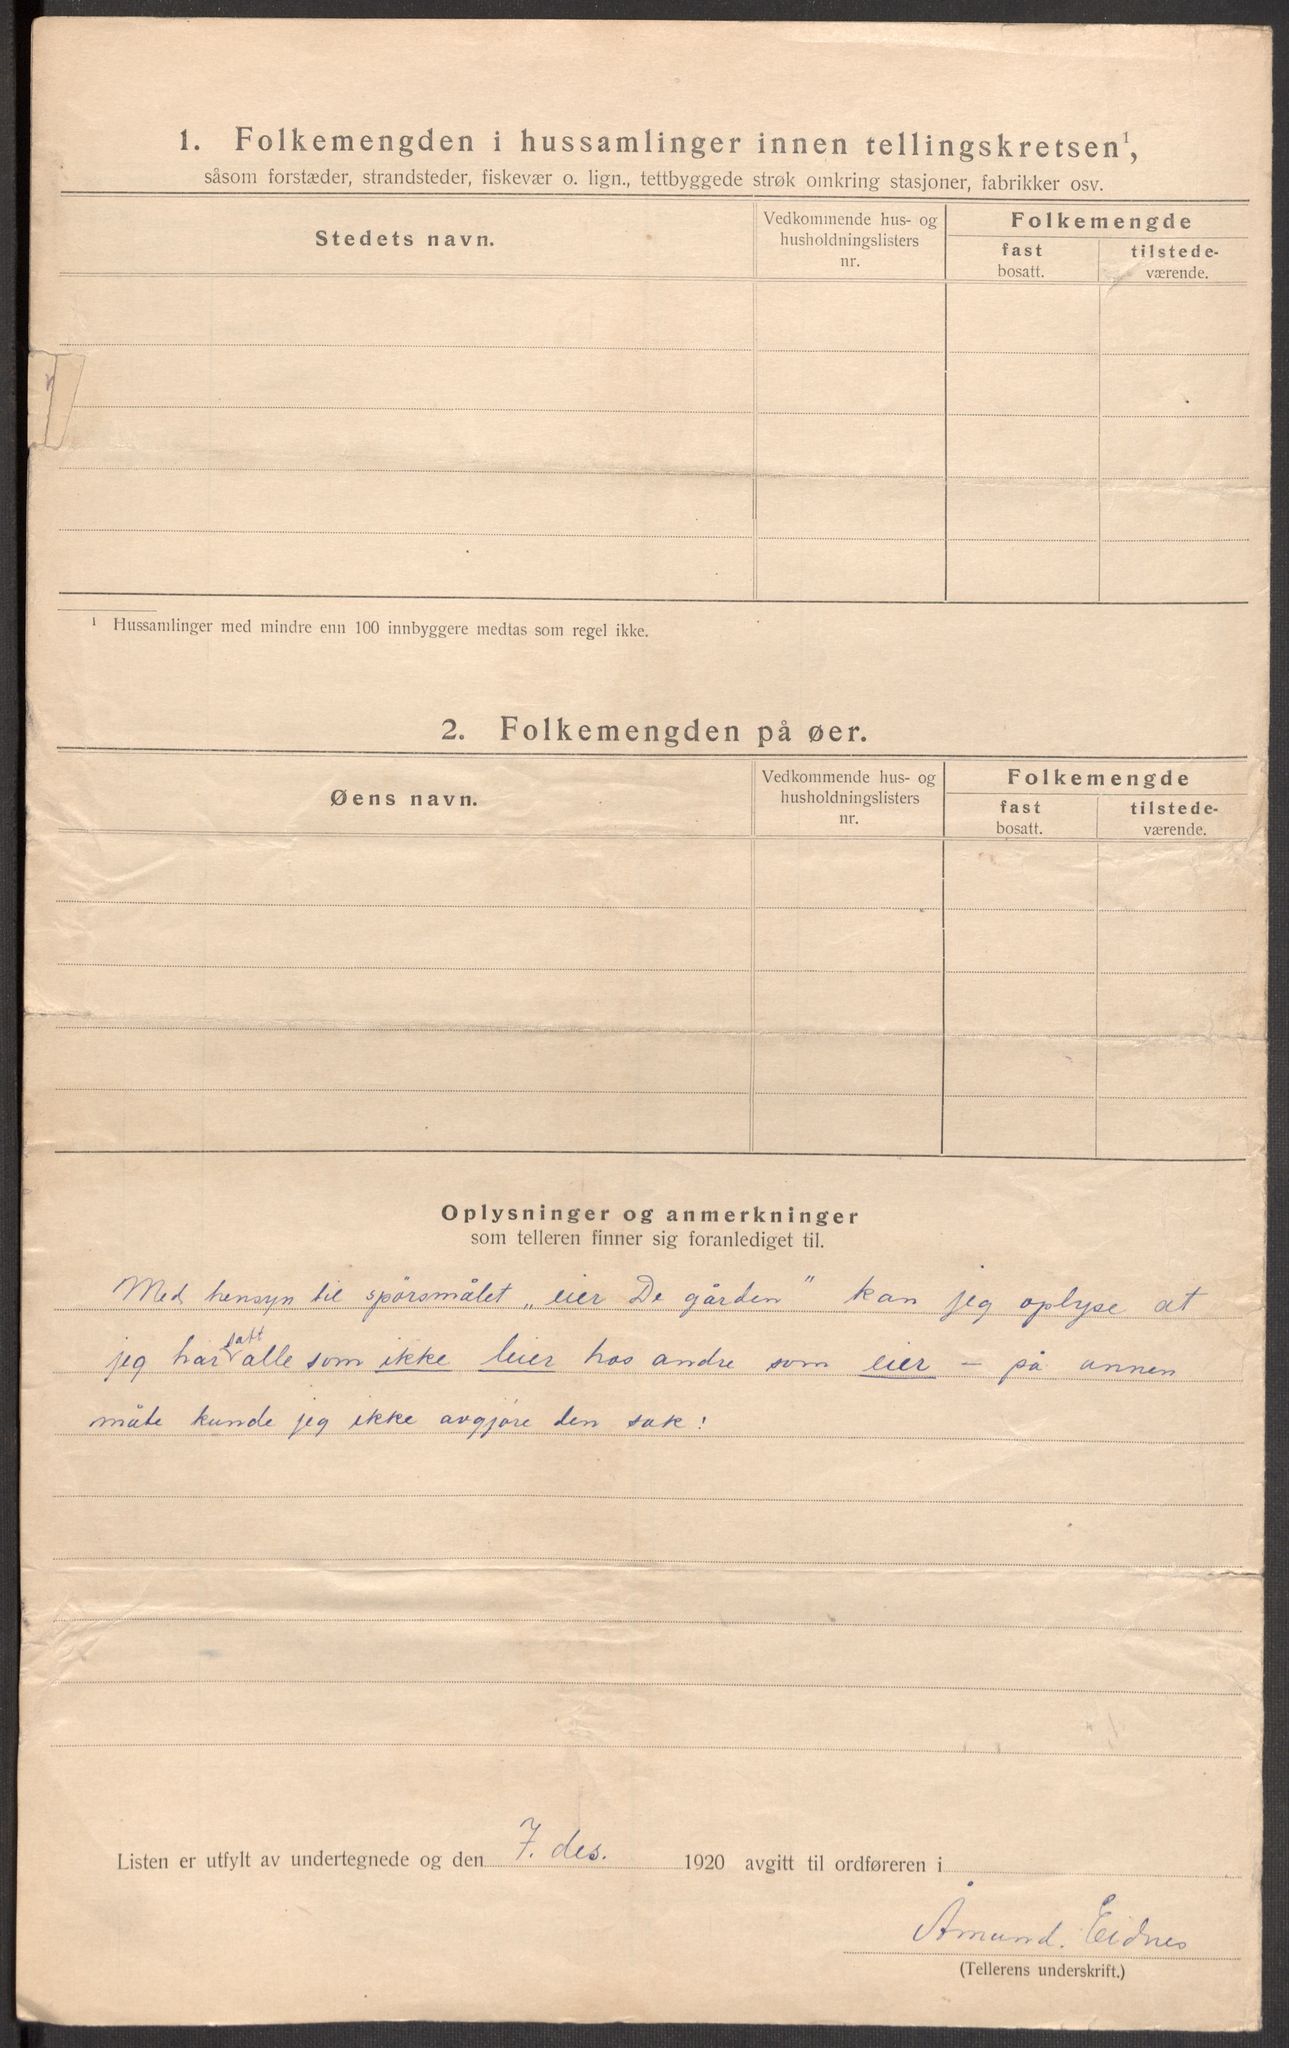 1. Folkemengden i hussamlinger innen tellingskretsen¹,
såsom forstæder, strandsteder, fiskevær o. lign., tettbyggede strøk omkring stasjoner, fabrikker osv.
Stedets navn.
Vedkommende hus- og
husholdningslisters
nr.
Folkemengde
fast
bosatt.
tilstede-
værende.
¹ Hussamlinger med mindre enn 100 innbyggere medtas som regel ikke.
2. Folkemengden på øer.
Øens navn.
Vedkommende hus- og
husholdningslisters
nr.
Folkemengde
fast
bosatt.
tilstede-
værende.
Oplysninger og anmerkninger
som telleren finner sig foranlediget til.
Med hensyn til spörsmålet „eier De gården" kan jeg oplyse at
jeg har satt alle som ikke leier hos andre som eier – på annen
måte kunde jeg ikke avgjøre den sak!
Listen er utfylt av undertegnede og den 7. des. 1920 avgitt til ordføreren i
Åmund. Eidnes
(Tellerens underskrift.)